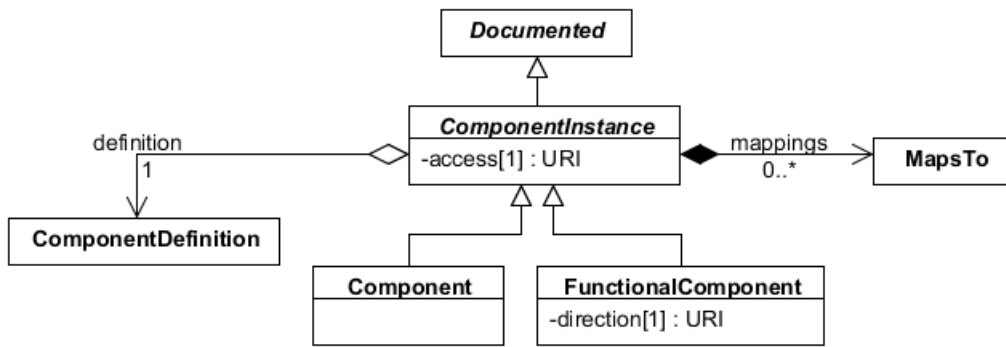 Documented
ComponentInstance
-access[1] : URI
definition
1
mappings
0..*
MapsTo
ComponentDefinition
Component
FunctionalComponent
-direction[1] : URI